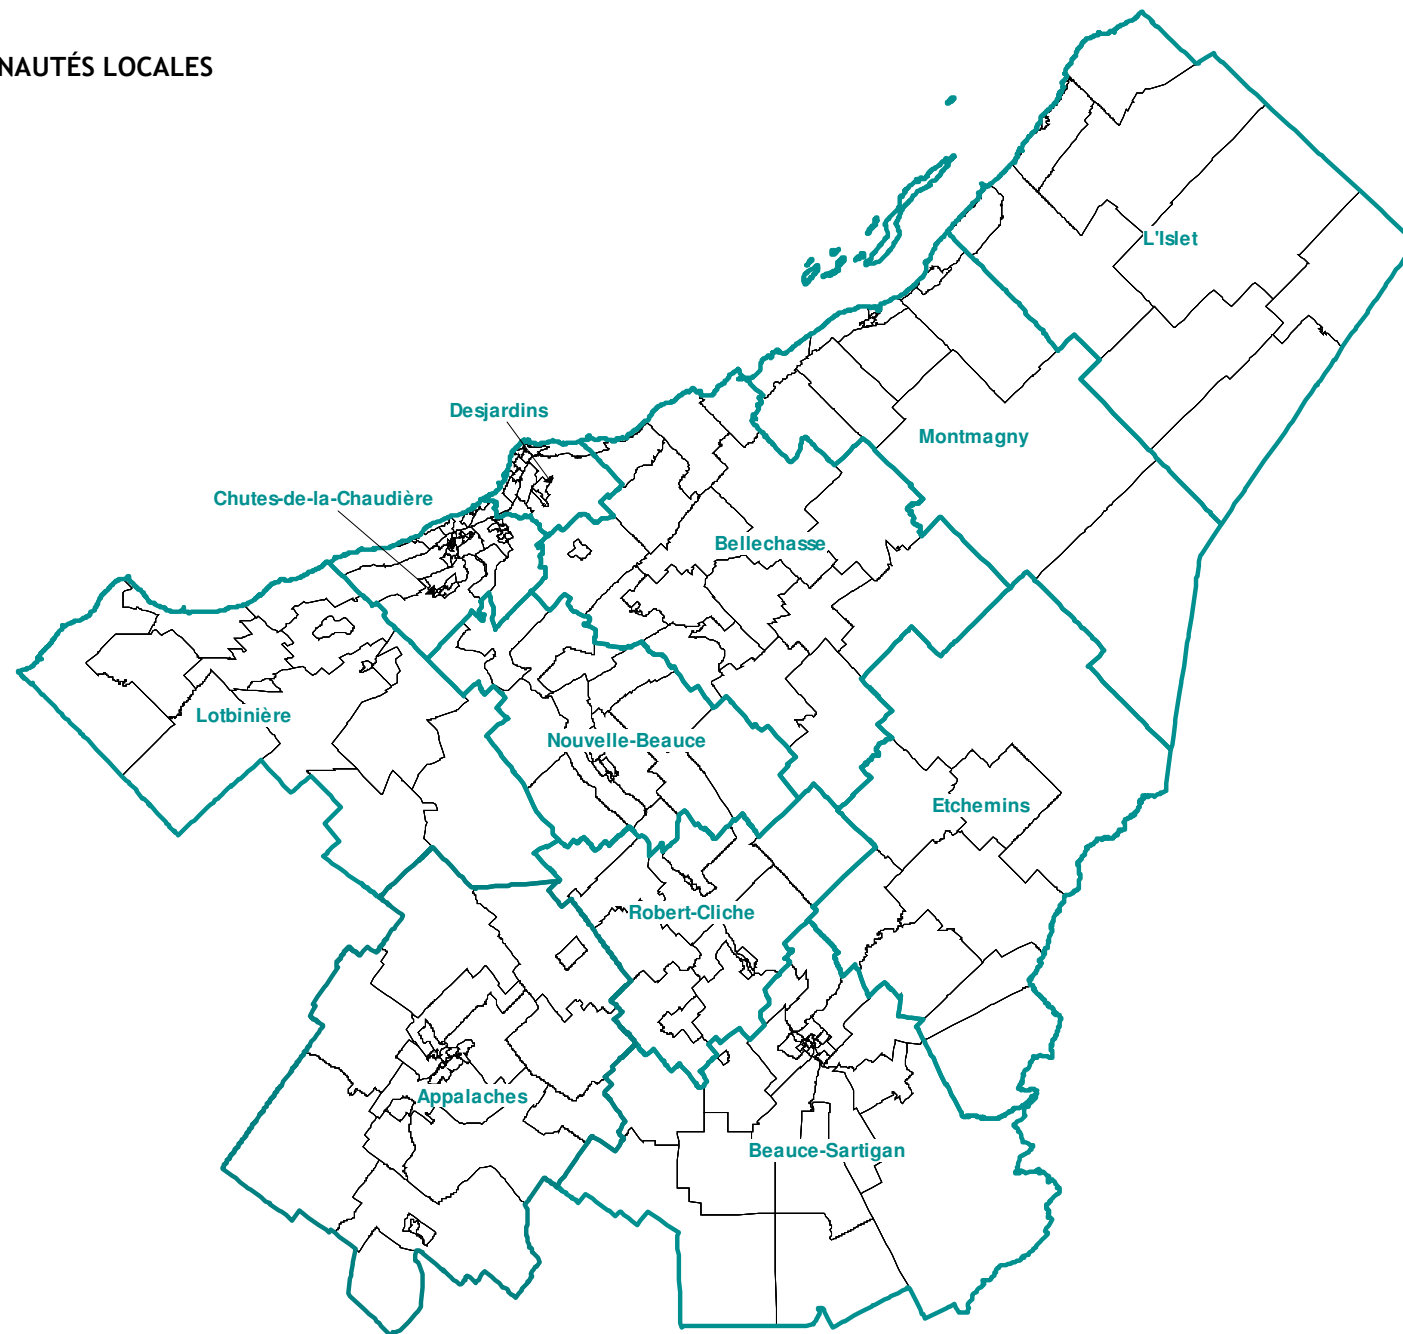 NAUTÉS LOCALES
L'Islet
Desjardins
Montmagny
Chutes-de-la-Chaudière
Bellechasse
Lotbinière
Nouvelle-Beauce
Etchemins
Robert-Cliche
Appalaches
Beauce-Sartigan